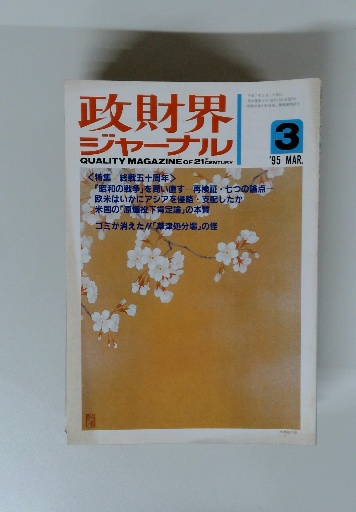 政財界
ジャーナル
QUALITY MAGAZINE OF 21ST CENTURY
3
'95 MAR.
<特集 終戦五十周年>
「昭和の戦争」を問い直す―再検証・七つの論点―
欧米はいかにアジアを侵略・支配したか
米国の「原爆投下肯定論」の本質
ゴミが消えた!!「草津処分場」の怪